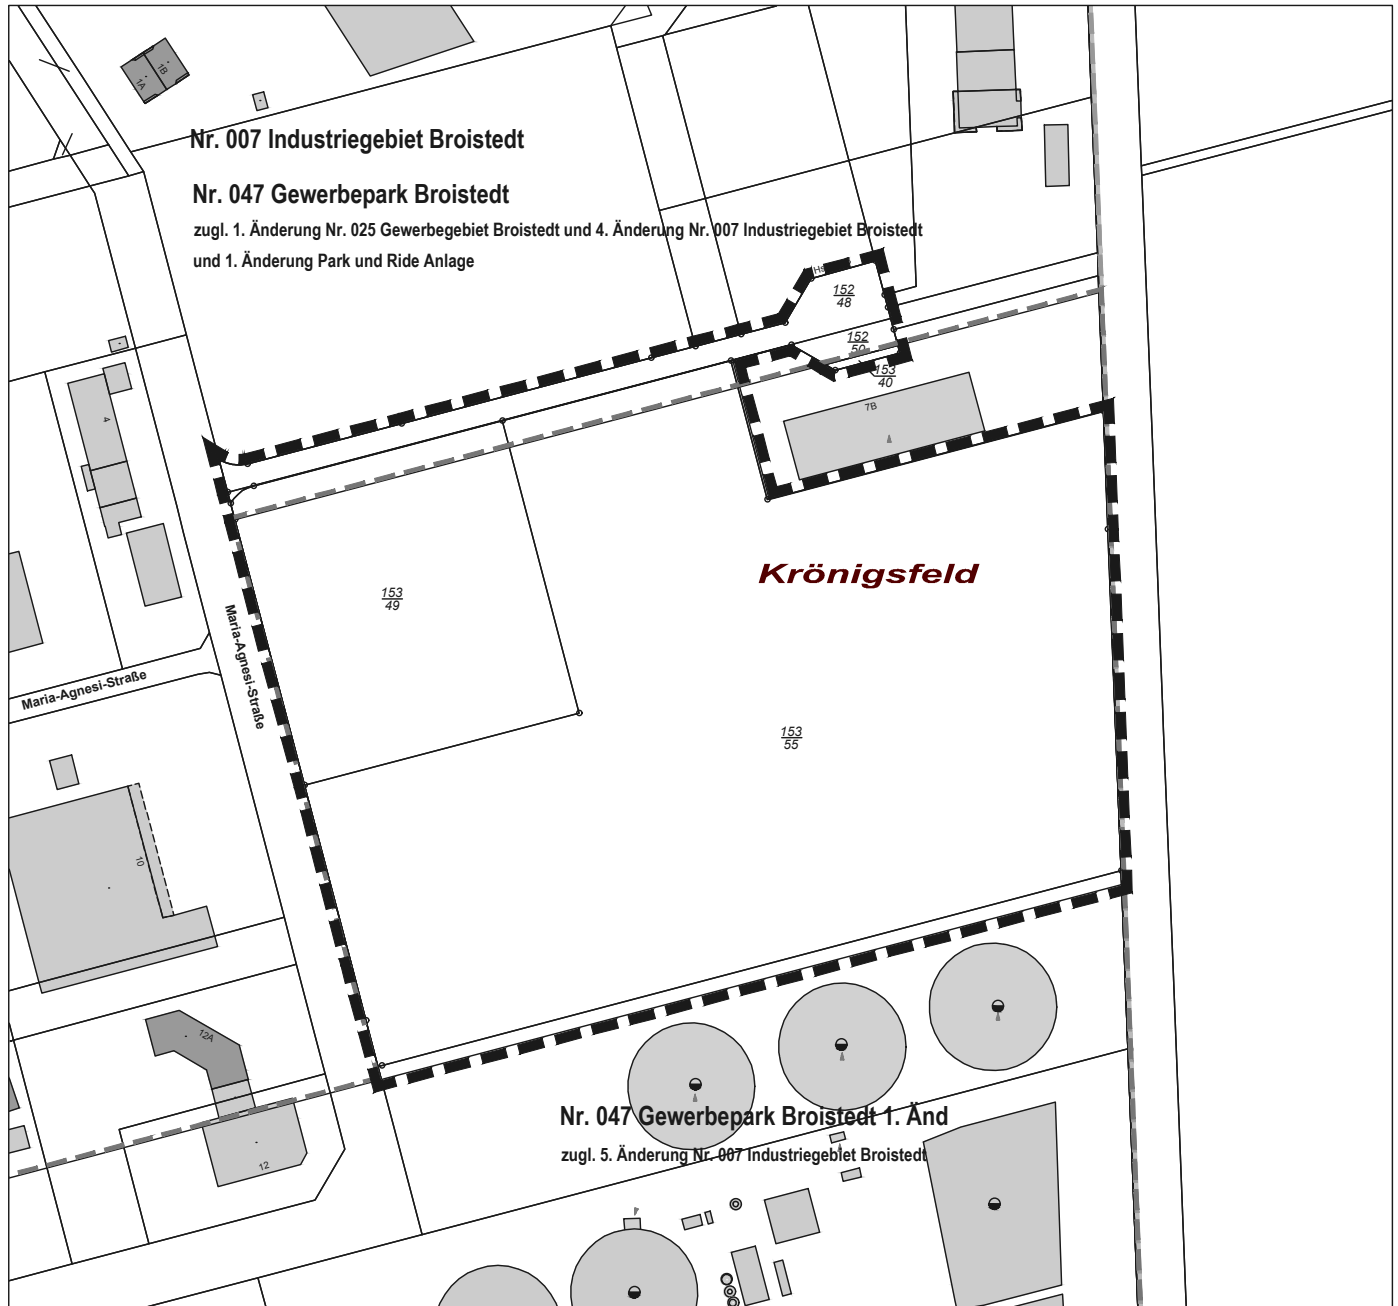 1A
1B
Nr. 007 Industriegebiet Broistedt
Nr. 047 Gewerbepark Broistedt
zugl. 1. Änderung Nr. 025 Gewerbegebiet Broistedt und 4. Änderung Nr. 007 Industriegebiet Broistedt
und 1. Änderung Park und Ride Anlage
152
48
152
50
153
40
7B
4
Krönigsfeld
153
49
Maria-Agnesi-Straße
Maria-Agnesi-Straße
153
55
10
12A
12
Nr. 047 Gewerbepark Broistedt 1. Änd
zugl. 5. Änderung Nr. 007 Industriegebiet Broistedt